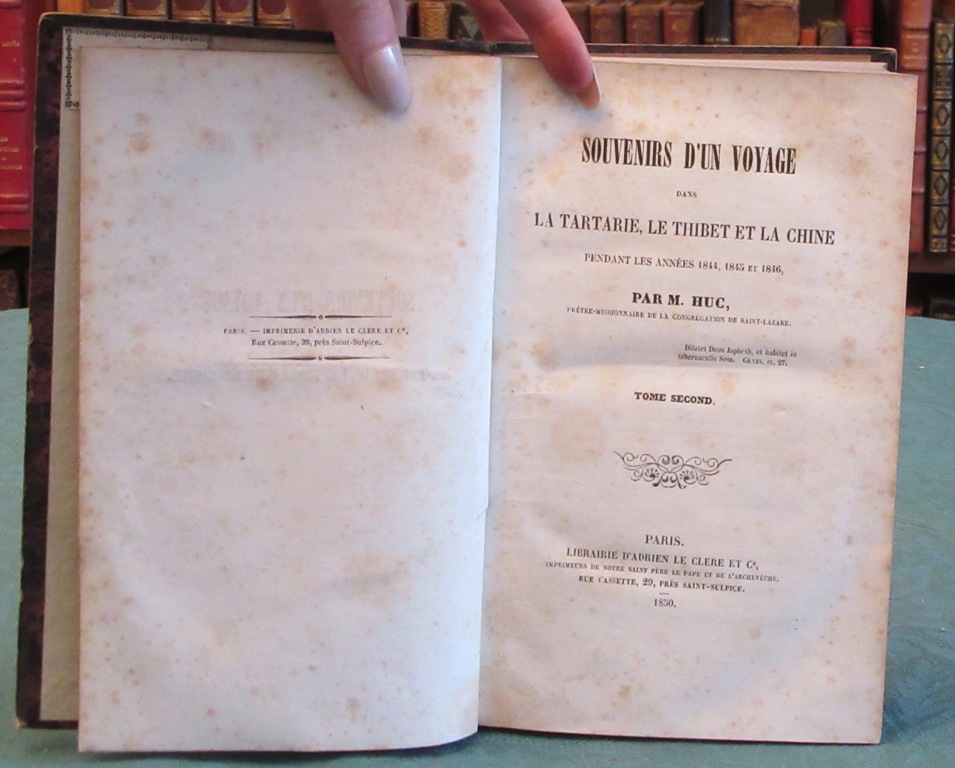 PARIS. — IMPRIMERIE D'ADRIEN LE CLERE ET Cᵉ,
Rue Cassette, 29, près Saint-Sulpice.
SOUVENIRS D'UN VOYAGE
DANS
LA TARTARIE, LE THIBET ET LA CHINE
PENDANT LES ANNÉES 1844, 1845 ET 1846,
PAR M. HUC,
PRÊTRE-MISSIONNAIRE DE LA CONGRÉGATION DE SAINT-LAZARE.
Dilatet Deus Japheth, et habitet in
tabernaculis Sem. GENES, IX, 27.
TOME SECOND.
PARIS.
LIBRAIRIE D'ADRIEN LE CLERE ET Cᵉ,
IMPRIMEURS DE NOTRE SAINT PÈRE LE PAPE ET DE L'ARCHEVÊCHÉ,
RUE CASSETTE, 29, PRÈS SAINT-SULPICE.
1850.